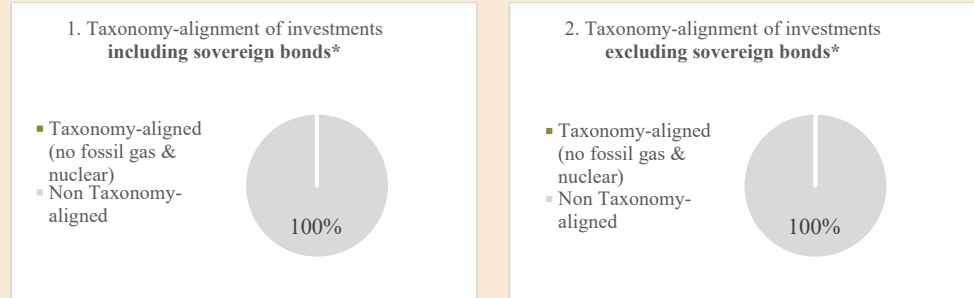 1. Taxonomy-alignment of investments
including sovereign bonds*
Taxonomy-aligned
(no fossil gas &
nuclear)
Non Taxonomy-
aligned
100%
2. Taxonomy-alignment of investments
excluding sovereign bonds*
Taxonomy-aligned
(no fossil gas &
nuclear)
Non Taxonomy-
aligned
100%